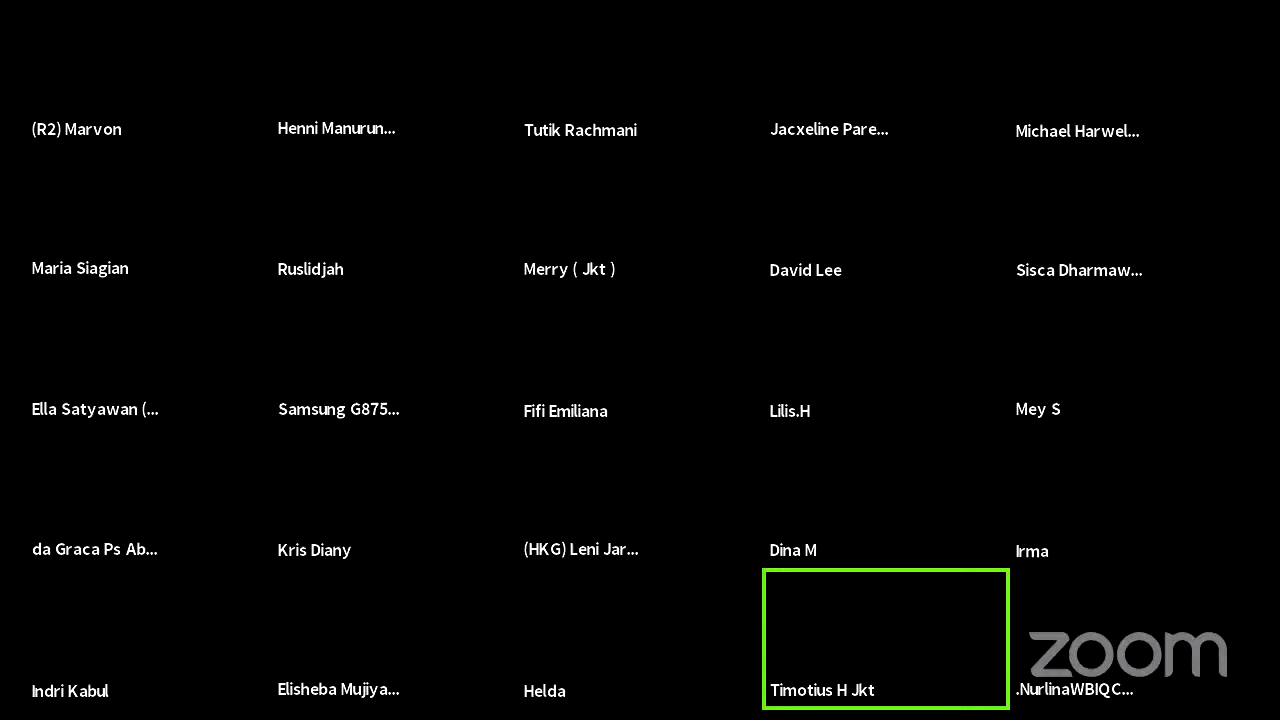 (R2) Marvon
Henni Manurun...
Tutik Rachmani
Jacxeline Pare...
Michael Harwel...
Maria Siagian
Ruslidjah
Merry ( Jkt )
David Lee
Sisca Dharmaw...
Ella Satyawan (...
Samsung G875...
Fifi Emiliana
Lilis.H
Mey S
da Graca Ps Ab...
Kris Diany
(HKG) Leni Jar...
Dina M
Irma
zoom
Indri Kabul
Elisheba Mujiya...
Helda
Timotius H Jkt
.NurlinaWBIQC...